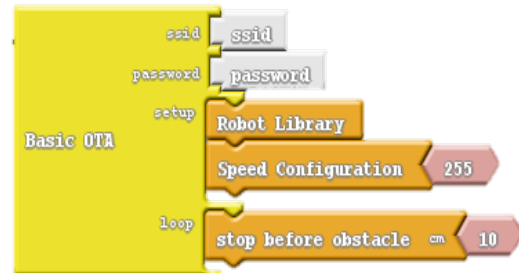 ssid ssid
password password
setup
Robot Library
Basic OTA
Speed Configuration 255
loop
stop before obstacle cm 10